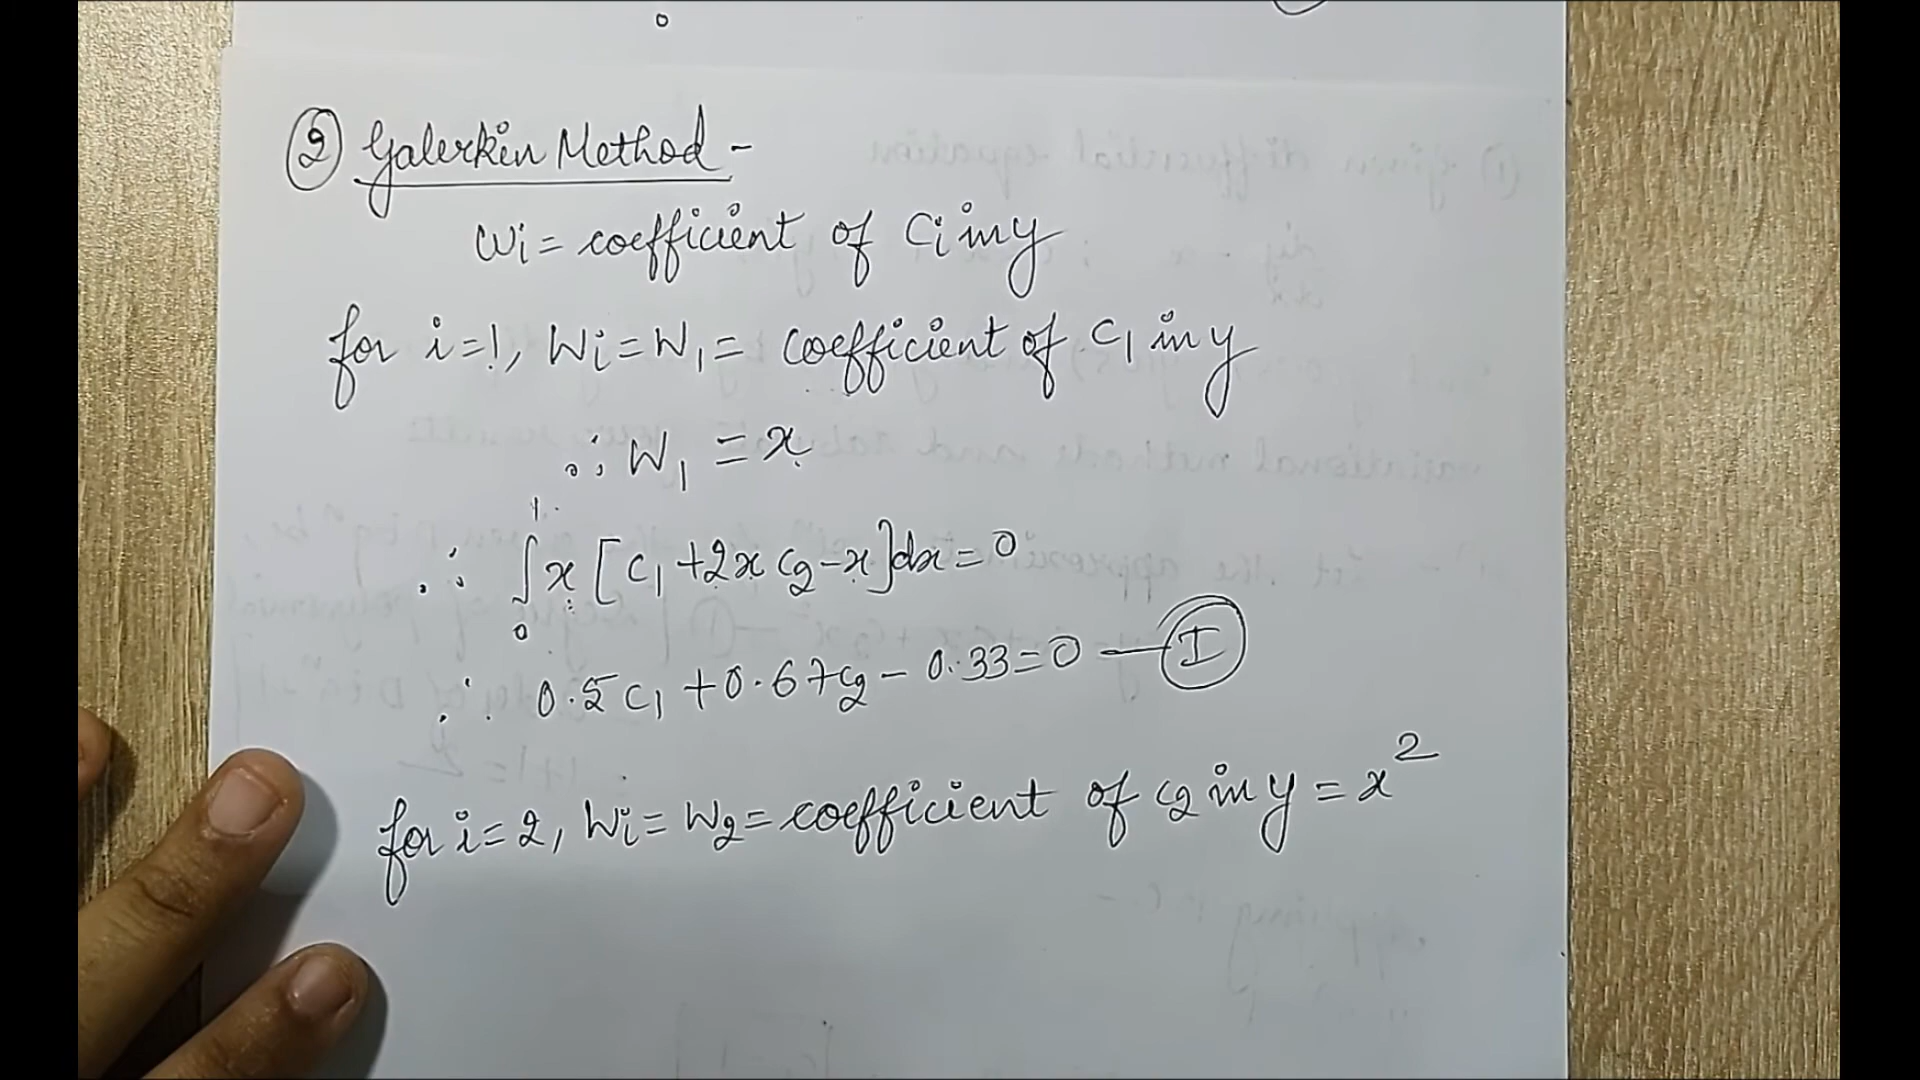 0
② Galerkin Method -
Wi = coefficient of Ci in y
for i=1, Wi = W₁ = coefficient of C₁ in y
∴ W₁ = x
∴ ∫₀¹ x [C₁ + 2x C₂ - x] dx = 0
∴ 0.5 C₁ + 0.67 C₂ - 0.33 = 0 — Ⓘ
for i=2, Wi = W₂ = coefficient of C₂ in y = x²